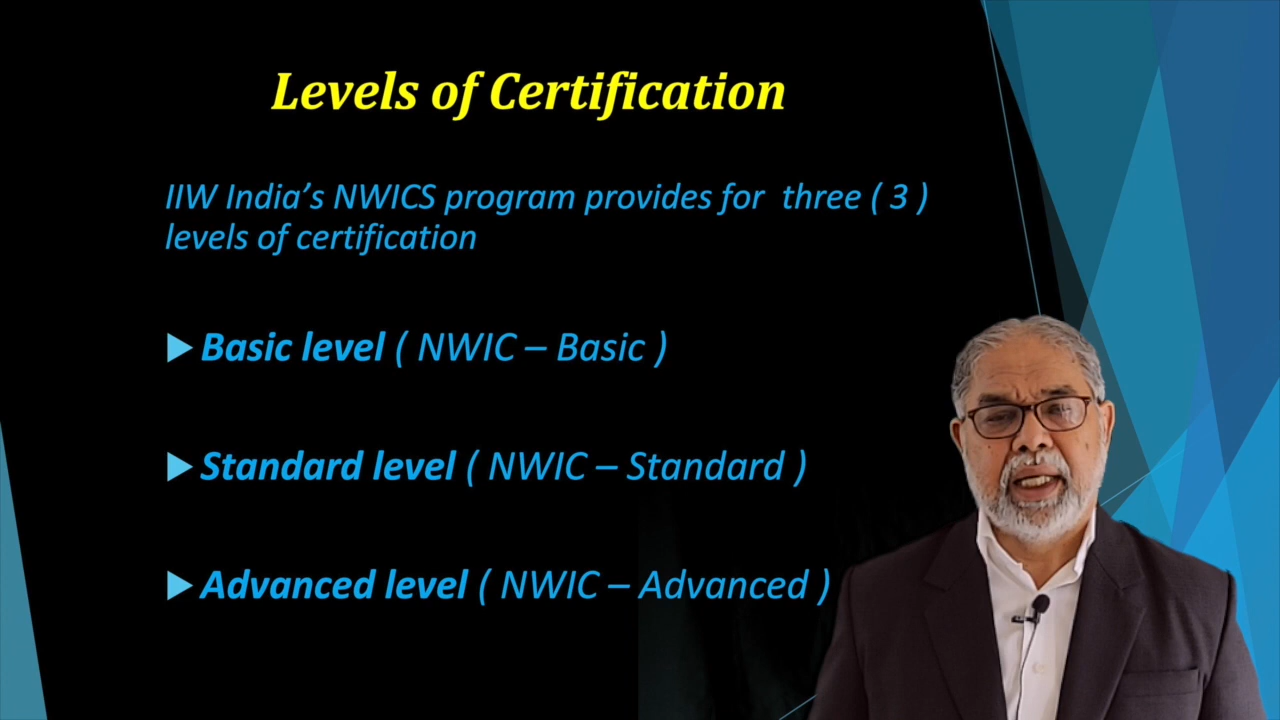 Levels of Certification
IIW India’s NWICS program provides for  three ( 3 )
levels of certification
Basic level ( NWIC – Basic )
Standard level ( NWIC – Standard )
Advanced level ( NWIC – Advanced )